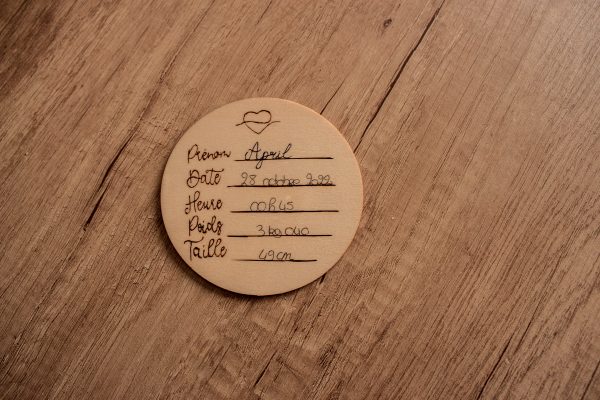 Prénom April
Date 28 octobre 2022
Heure 00h45
Poids 3kg040
Taille 49cm